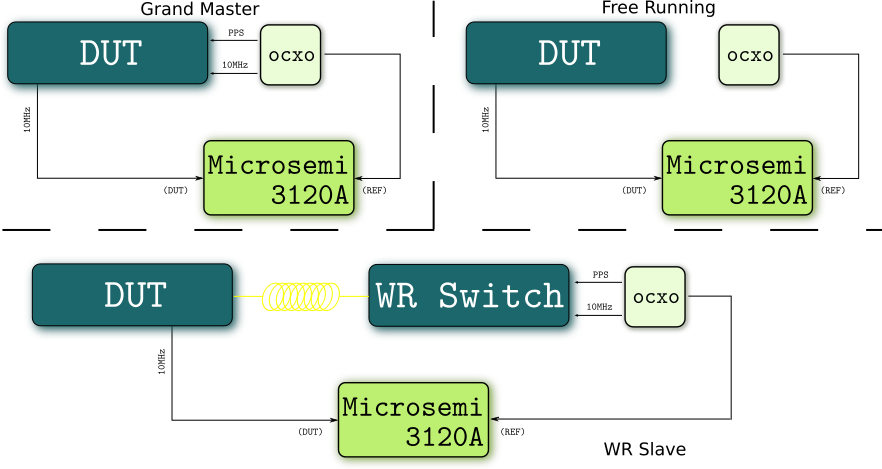 Grand Master
DUT
PPS
10MHz
ocxo
10MHz
Microsemi
3120A
(DUT)
(REF)
Free Running
DUT
ocxo
10MHz
Microsemi
3120A
(DUT)
(REF)
DUT
WR Switch
PPS
10MHz
ocxo
10MHz
Microsemi
3120A
(DUT)
(REF)
WR Slave